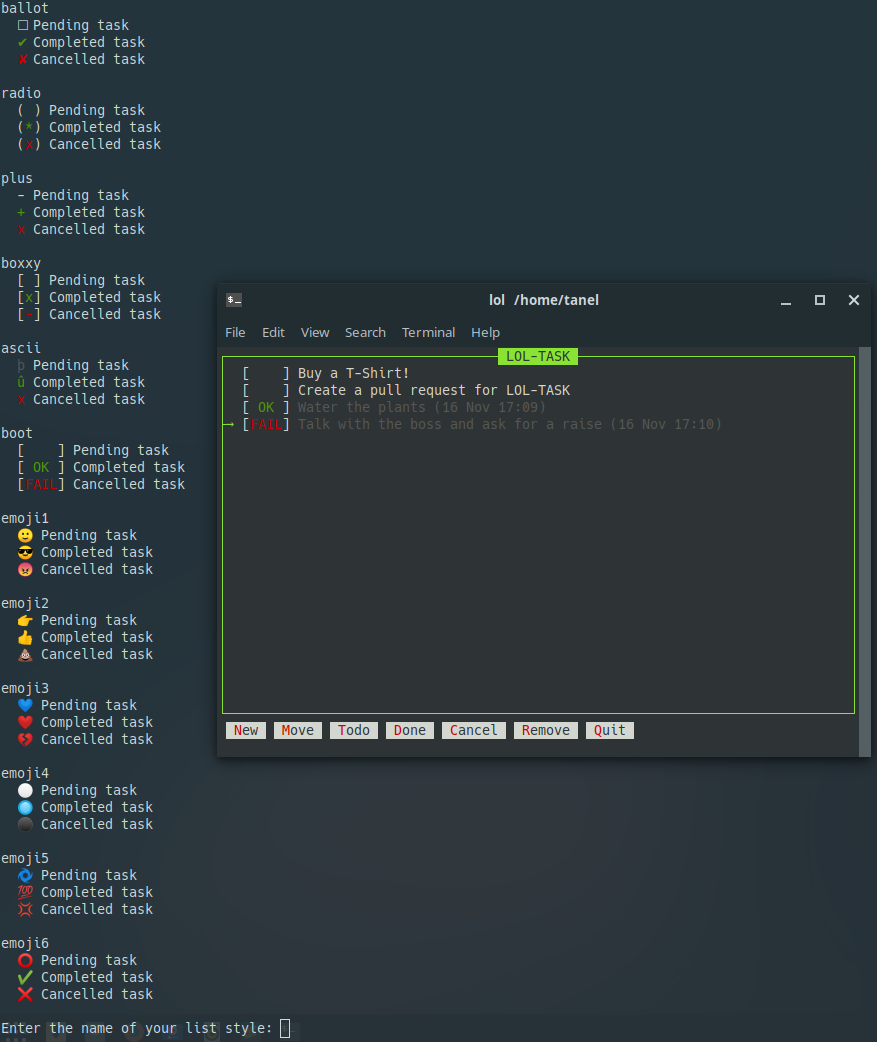 ballot
☐ Pending task
✔ Completed task
✘ Cancelled task
radio
( ) Pending task
(*) Completed task
(x) Cancelled task
plus
- Pending task
+ Completed task
x Cancelled task
boxxy
[ ] Pending task
[x] Completed task
[-] Cancelled task
ascii
þ Pending task
û Completed task
x Cancelled task
boot
[    ] Pending task
[ OK ] Completed task
[FAIL] Cancelled task
emoji1
🙂 Pending task
😎 Completed task
😡 Cancelled task
emoji2
👉 Pending task
👍 Completed task
💩 Cancelled task
emoji3
💙 Pending task
❤️ Completed task
💔 Cancelled task
emoji4
⚪ Pending task
🔵 Completed task
⚫ Cancelled task
emoji5
🌀 Pending task
💯 Completed task
💢 Cancelled task
emoji6
⭕ Pending task
✅ Completed task
❌ Cancelled task
Enter the name of your list style:
$_ lol /home/tanel
File Edit View Search Terminal Help
LOL-TASK
[    ] Buy a T-Shirt!
[    ] Create a pull request for LOL-TASK
[ OK ] Water the plants (16 Nov 17:09)
→ [FAIL] Talk with the boss and ask for a raise (16 Nov 17:10)
New Move Todo Done Cancel Remove Quit